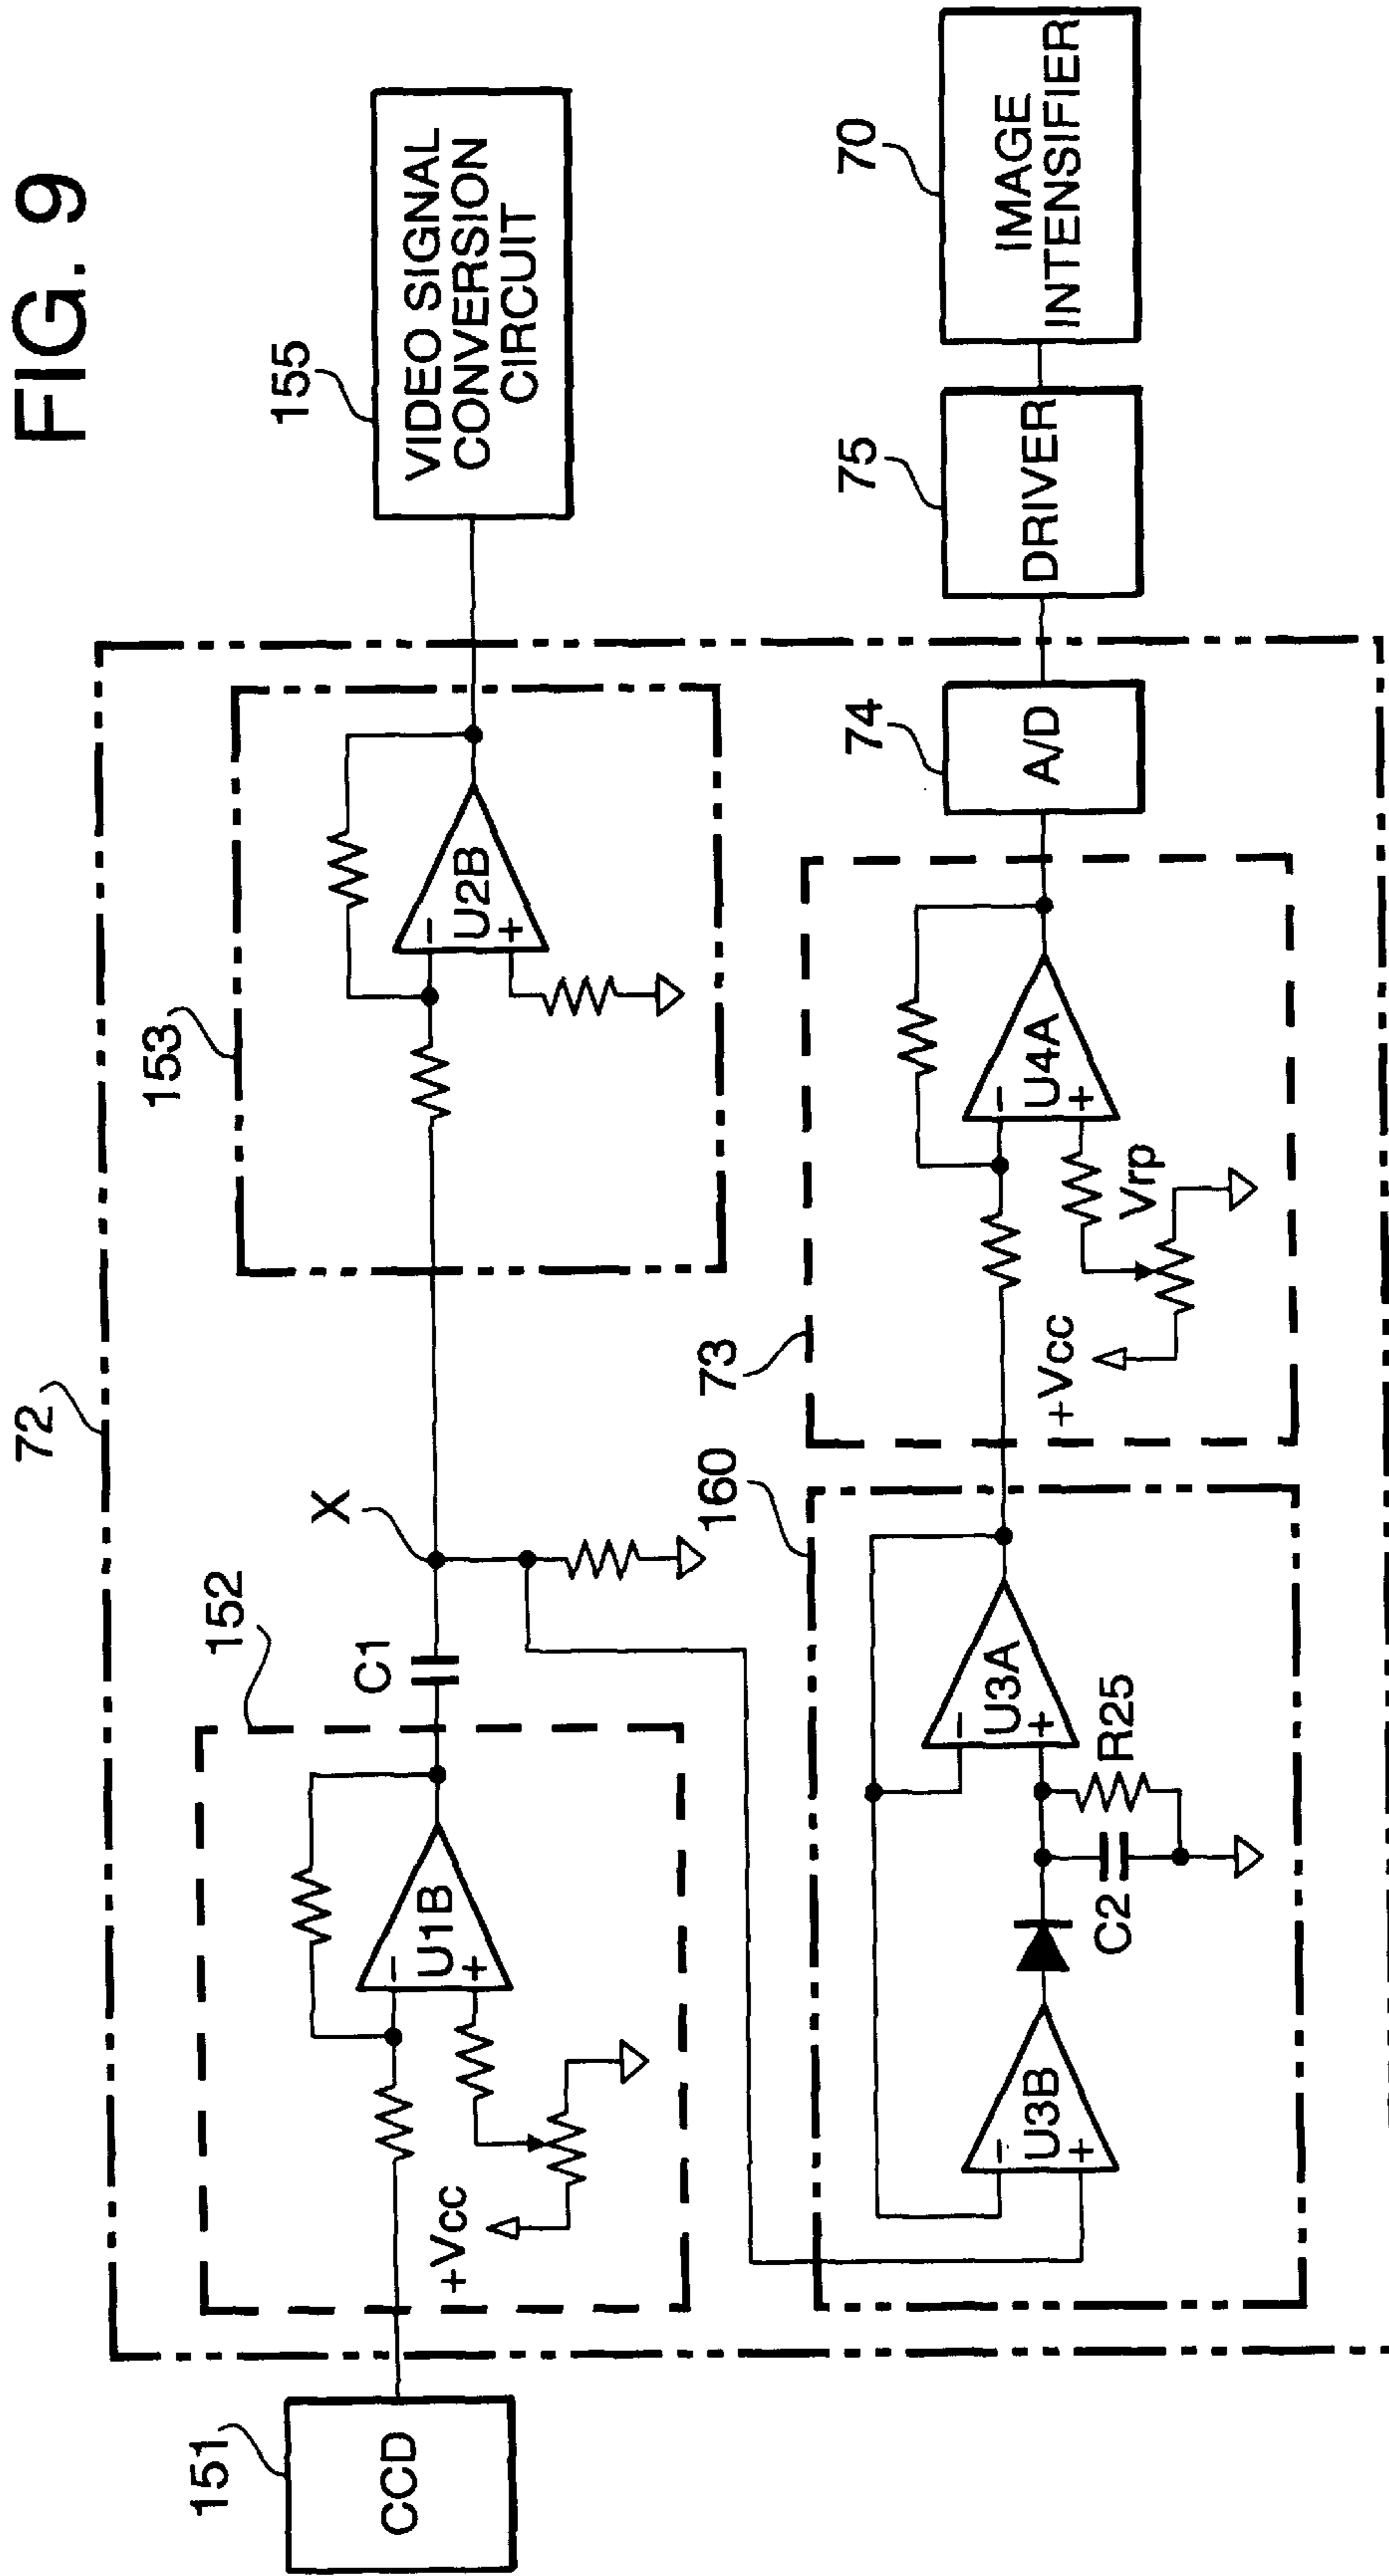 FIG. 9
72
151
CCD
152
+Vcc
−
U1B
+
C1
X
153
−
U2B
+
155
VIDEO SIGNAL
CONVERSION
CIRCUIT
160
−
U3B
+
C2
R25
−
U3A
+
73
+Vcc
Vrp
−
U4A
+
74
A/D
75
DRIVER
70
IMAGE
INTENSIFIER